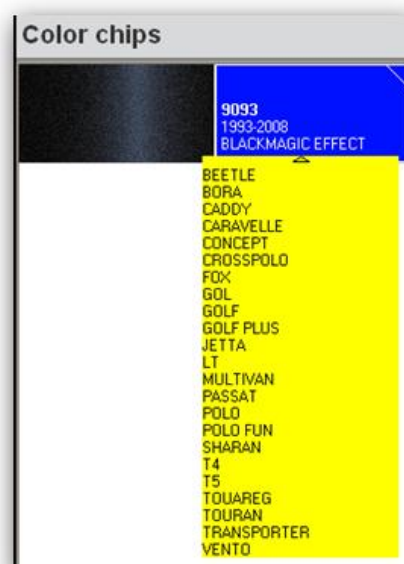 Color chips
9093
1993-2008
BLACKMAGIC EFFECT
BEETLE
BORA
CADDY
CARAVELLE
CONCEPT
CROSSPOLO
FOX
GOL
GOLF
GOLF PLUS
JETTA
LT
MULTIVAN
PASSAT
POLO
POLO FUN
SHARAN
T4
T5
TOUAREG
TOURAN
TRANSPORTER
VENTO